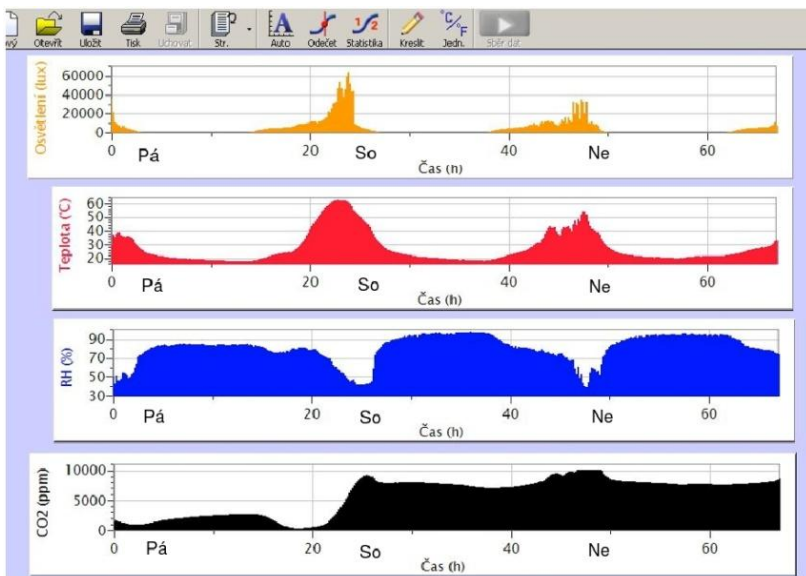 ový Otevřít Uložit Tisk Uchovat Str. Auto Odečet Statistika Kreslit Jedn. Sběr dat
1/2 °C/°F
Osvětlení (lux)
60000
40000
20000
0
0 Pá 20 So 40 Ne 60
Čas (h)
Teplota (°C)
60
50
40
30
20
0 Pá 20 So 40 Ne 60
Čas (h)
RH (%)
90
70
50
30
0 Pá 20 So 40 Ne 60
Čas (h)
CO2 (ppm)
10000
5000
0
0 Pá 20 So 40 Ne 60
Čas (h)